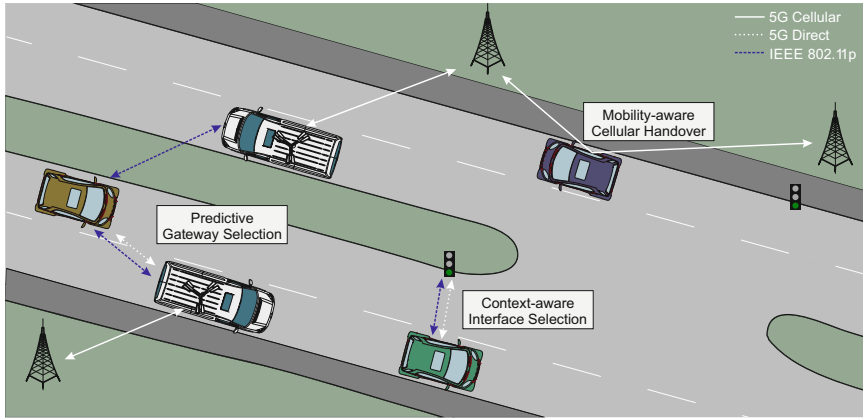 5G Cellular
5G Direct
IEEE 802.11p
Mobility-aware
Cellular Handover
Predictive
Gateway Selection
Context-aware
Interface Selection